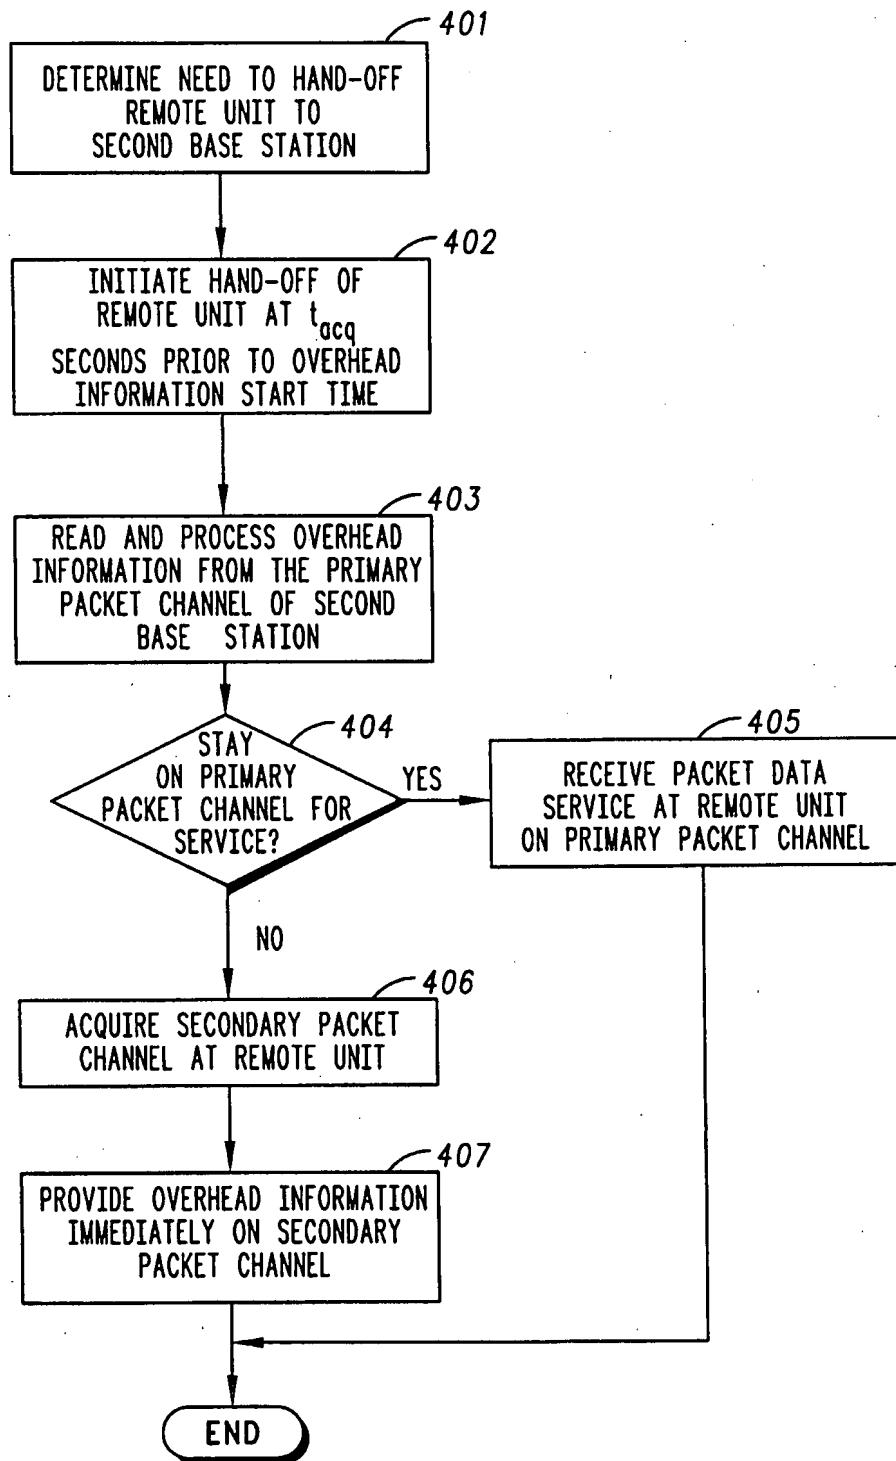 401
DETERMINE NEED TO HAND-OFF
REMOTE UNIT TO
SECOND BASE STATION
402
INITIATE HAND-OFF OF
REMOTE UNIT AT tacq
SECONDS PRIOR TO OVERHEAD
INFORMATION START TIME
403
READ AND PROCESS OVERHEAD
INFORMATION FROM THE PRIMARY
PACKET CHANNEL OF SECOND
BASE STATION
404
STAY
ON PRIMARY
PACKET CHANNEL FOR
SERVICE?
YES
405
RECEIVE PACKET DATA
SERVICE AT REMOTE UNIT
ON PRIMARY PACKET CHANNEL
NO
406
ACQUIRE SECONDARY PACKET
CHANNEL AT REMOTE UNIT
407
PROVIDE OVERHEAD INFORMATION
IMMEDIATELY ON SECONDARY
PACKET CHANNEL
END